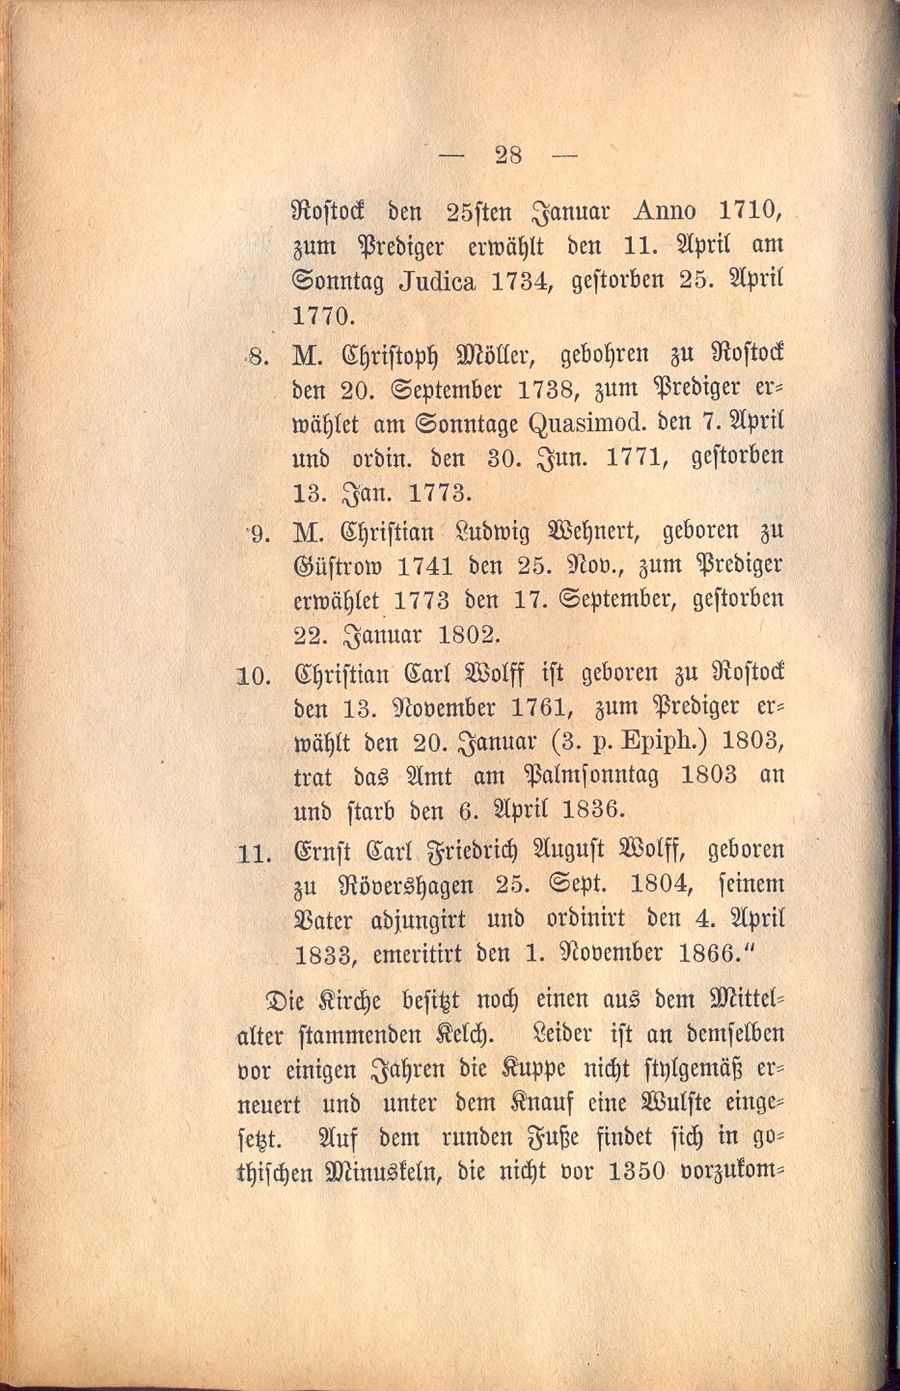 — 28 —
Rostock den 25sten Januar Anno 1710,
zum Prediger erwählt den 11. April am
Sonntag Judica 1734, gestorben 25. April
1770.
8. M. Christoph Möller, gebohren zu Rostock
den 20. September 1738, zum Prediger er-
wählet am Sonntage Quasimod. den 7. April
und ordin. den 30. Jun. 1771, gestorben
13. Jan. 1773.
9. M. Christian Ludwig Wehnert, geboren zu
Güstrow 1741 den 25. Nov., zum Prediger
erwählet 1773 den 17. September, gestorben
22. Januar 1802.
10. Christian Carl Wolff ist geboren zu Rostock
den 13. November 1761, zum Prediger er-
wählt den 20. Januar (3. p. Epiph.) 1803,
trat das Amt am Palmsonntag 1803 an
und starb den 6. April 1836.
11. Ernst Carl Friedrich August Wolff, geboren
zu Rövershagen 25. Sept. 1804, seinem
Vater adjungirt und ordinirt den 4. April
1833, emeritirt den 1. November 1866."
Die Kirche besitzt noch einen aus dem Mittel-
alter stammenden Kelch. Leider ist an demselben
vor einigen Jahren die Kuppe nicht stylgemäß er-
neuert und unter dem Knauf eine Wulste einge-
setzt. Auf dem runden Fuße findet sich in go-
thischen Minuskeln, die nicht vor 1350 vorzukom-